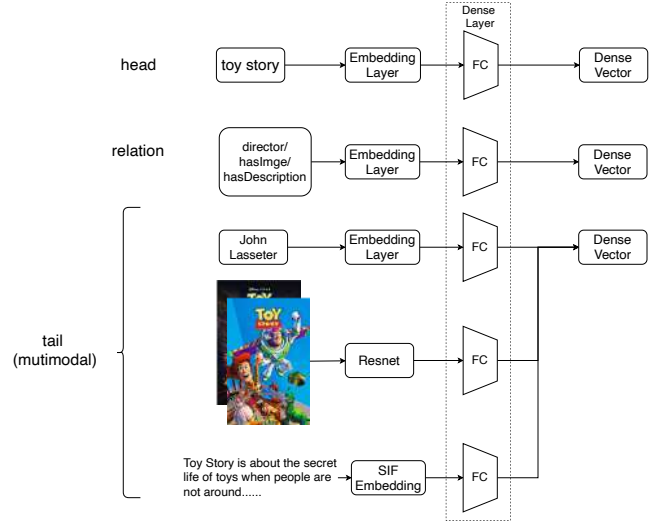 Dense
Layer
head
toy story
Embedding
Layer
FC
Dense
Vector
relation
director/
hasImge/
hasDescription
Embedding
Layer
FC
Dense
Vector
John
Lasseter
Embedding
Layer
FC
Dense
Vector
tail
(mutimodal)
TOY
STORY
Resnet
FC
Toy Story is about the secret
life of toys when people are
not around......
SIF
Embedding
FC